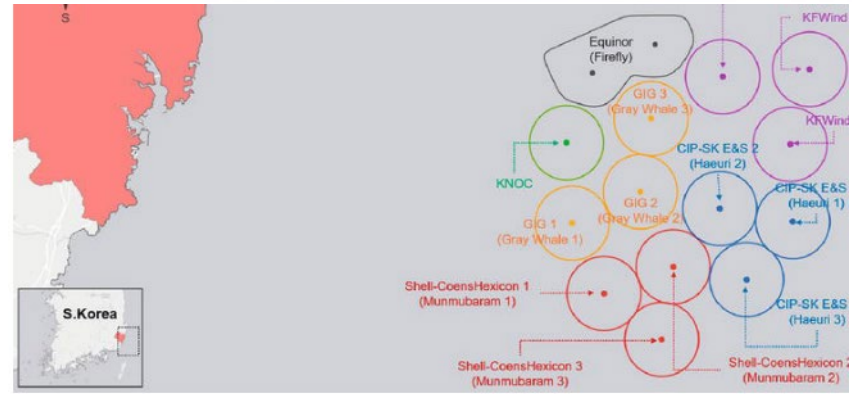 S
KFWind
Equinor
(Firefly)
GIG 3
(Gray Whale 3)
KFWind
CIP-SK E&S 2
(Haeuri 2)
KNOC
CIP-SK E&S
(Haeuri 1)
GIG 2
(Gray Whale 2)
GIG 1
(Gray Whale 1)
Shell-CoensHexicon 1
(Munmubaram 1)
CIP-SK E&S
(Haeuri 3)
S.Korea
Shell-CoensHexicon 3
(Munmubaram 3)
Shell-CoensHexicon 2
(Munmubaram 2)